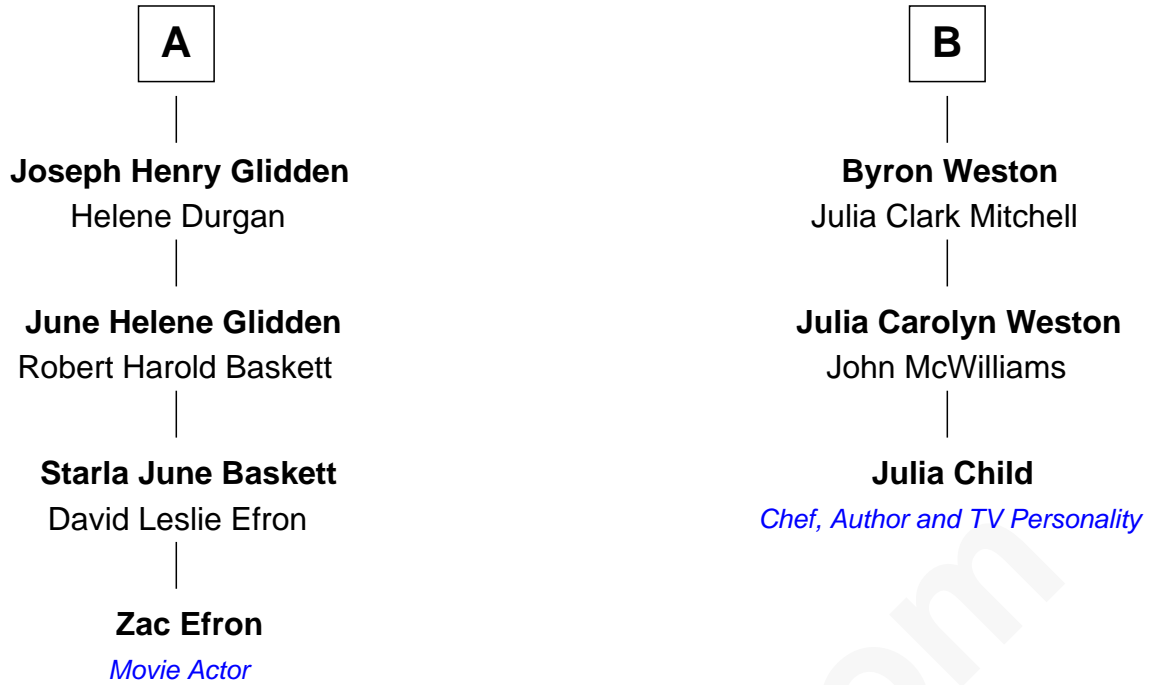 A
Joseph Henry Glidden
Helene Durgan
June Helene Glidden
Robert Harold Baskett
Starla June Baskett
David Leslie Efron
Zac Efron
Movie Actor
B
Byron Weston
Julia Clark Mitchell
Julia Carolyn Weston
John McWilliams
Julia Child
Chef, Author and TV Personality
om